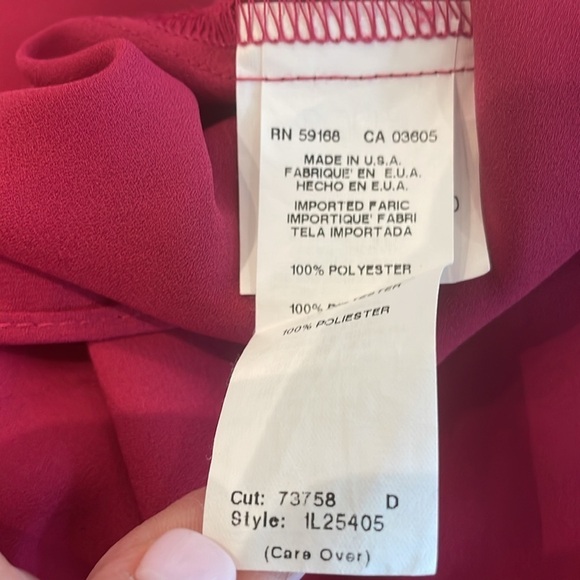 RN 59168 CA 03605
MADE IN U.S.A.
FABRIQUE' EN E.U.A.
HECHO EN E.U.A.
IMPORTED FARIC
IMPORTIQUE' FABRI
TELA IMPORTADA
100% POLYESTER
100%
100% POLIESTER
Cut: 73758 D
Style: 1L25405
(Care Over)